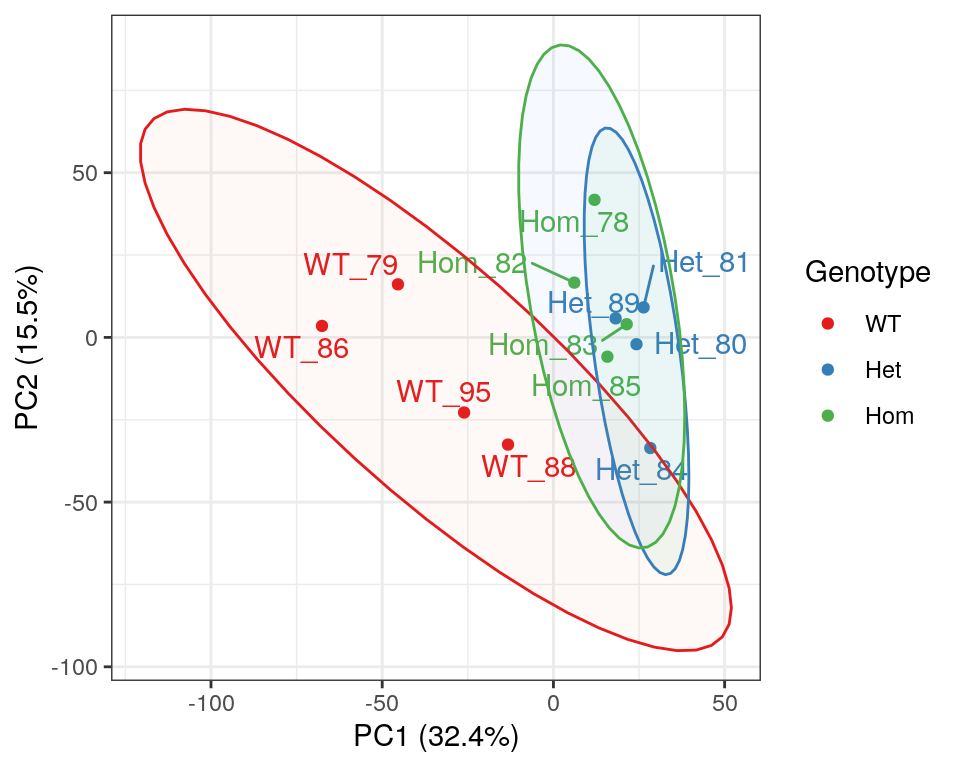 50
0
-50
-100
-100
-50
0
50
PC2 (15.5%)
PC1 (32.4%)
Hom_78
WT_79
Hom_82
Het_81
Het_89
WT_86
Hom_83
Het_80
WT_95
Hom_85
WT_88
Het_84
Genotype
WT
Het
Hom